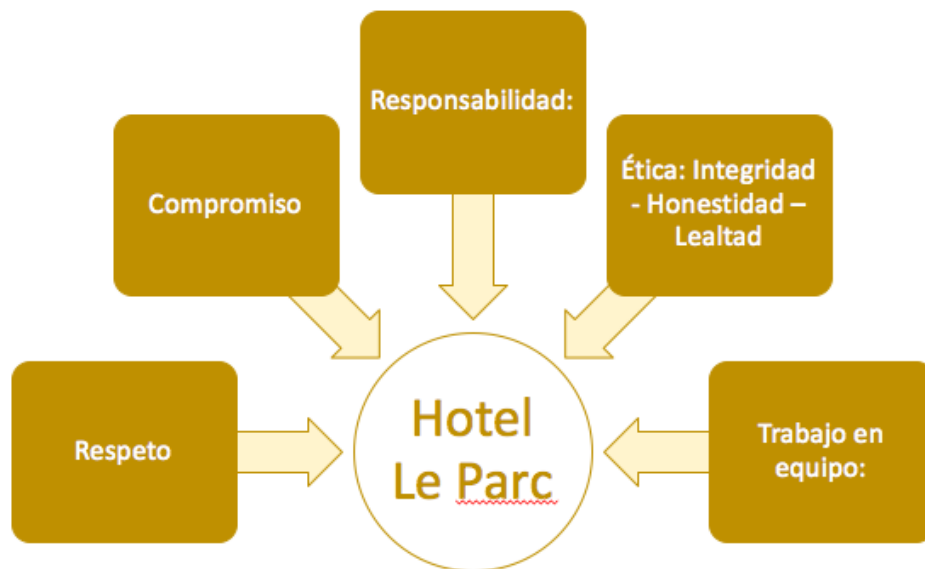 Responsabilidad:
Compromiso
Ética: Integridad
- Honestidad –
Lealtad
Respeto
Hotel
Le Parc
Trabajo en
equipo: